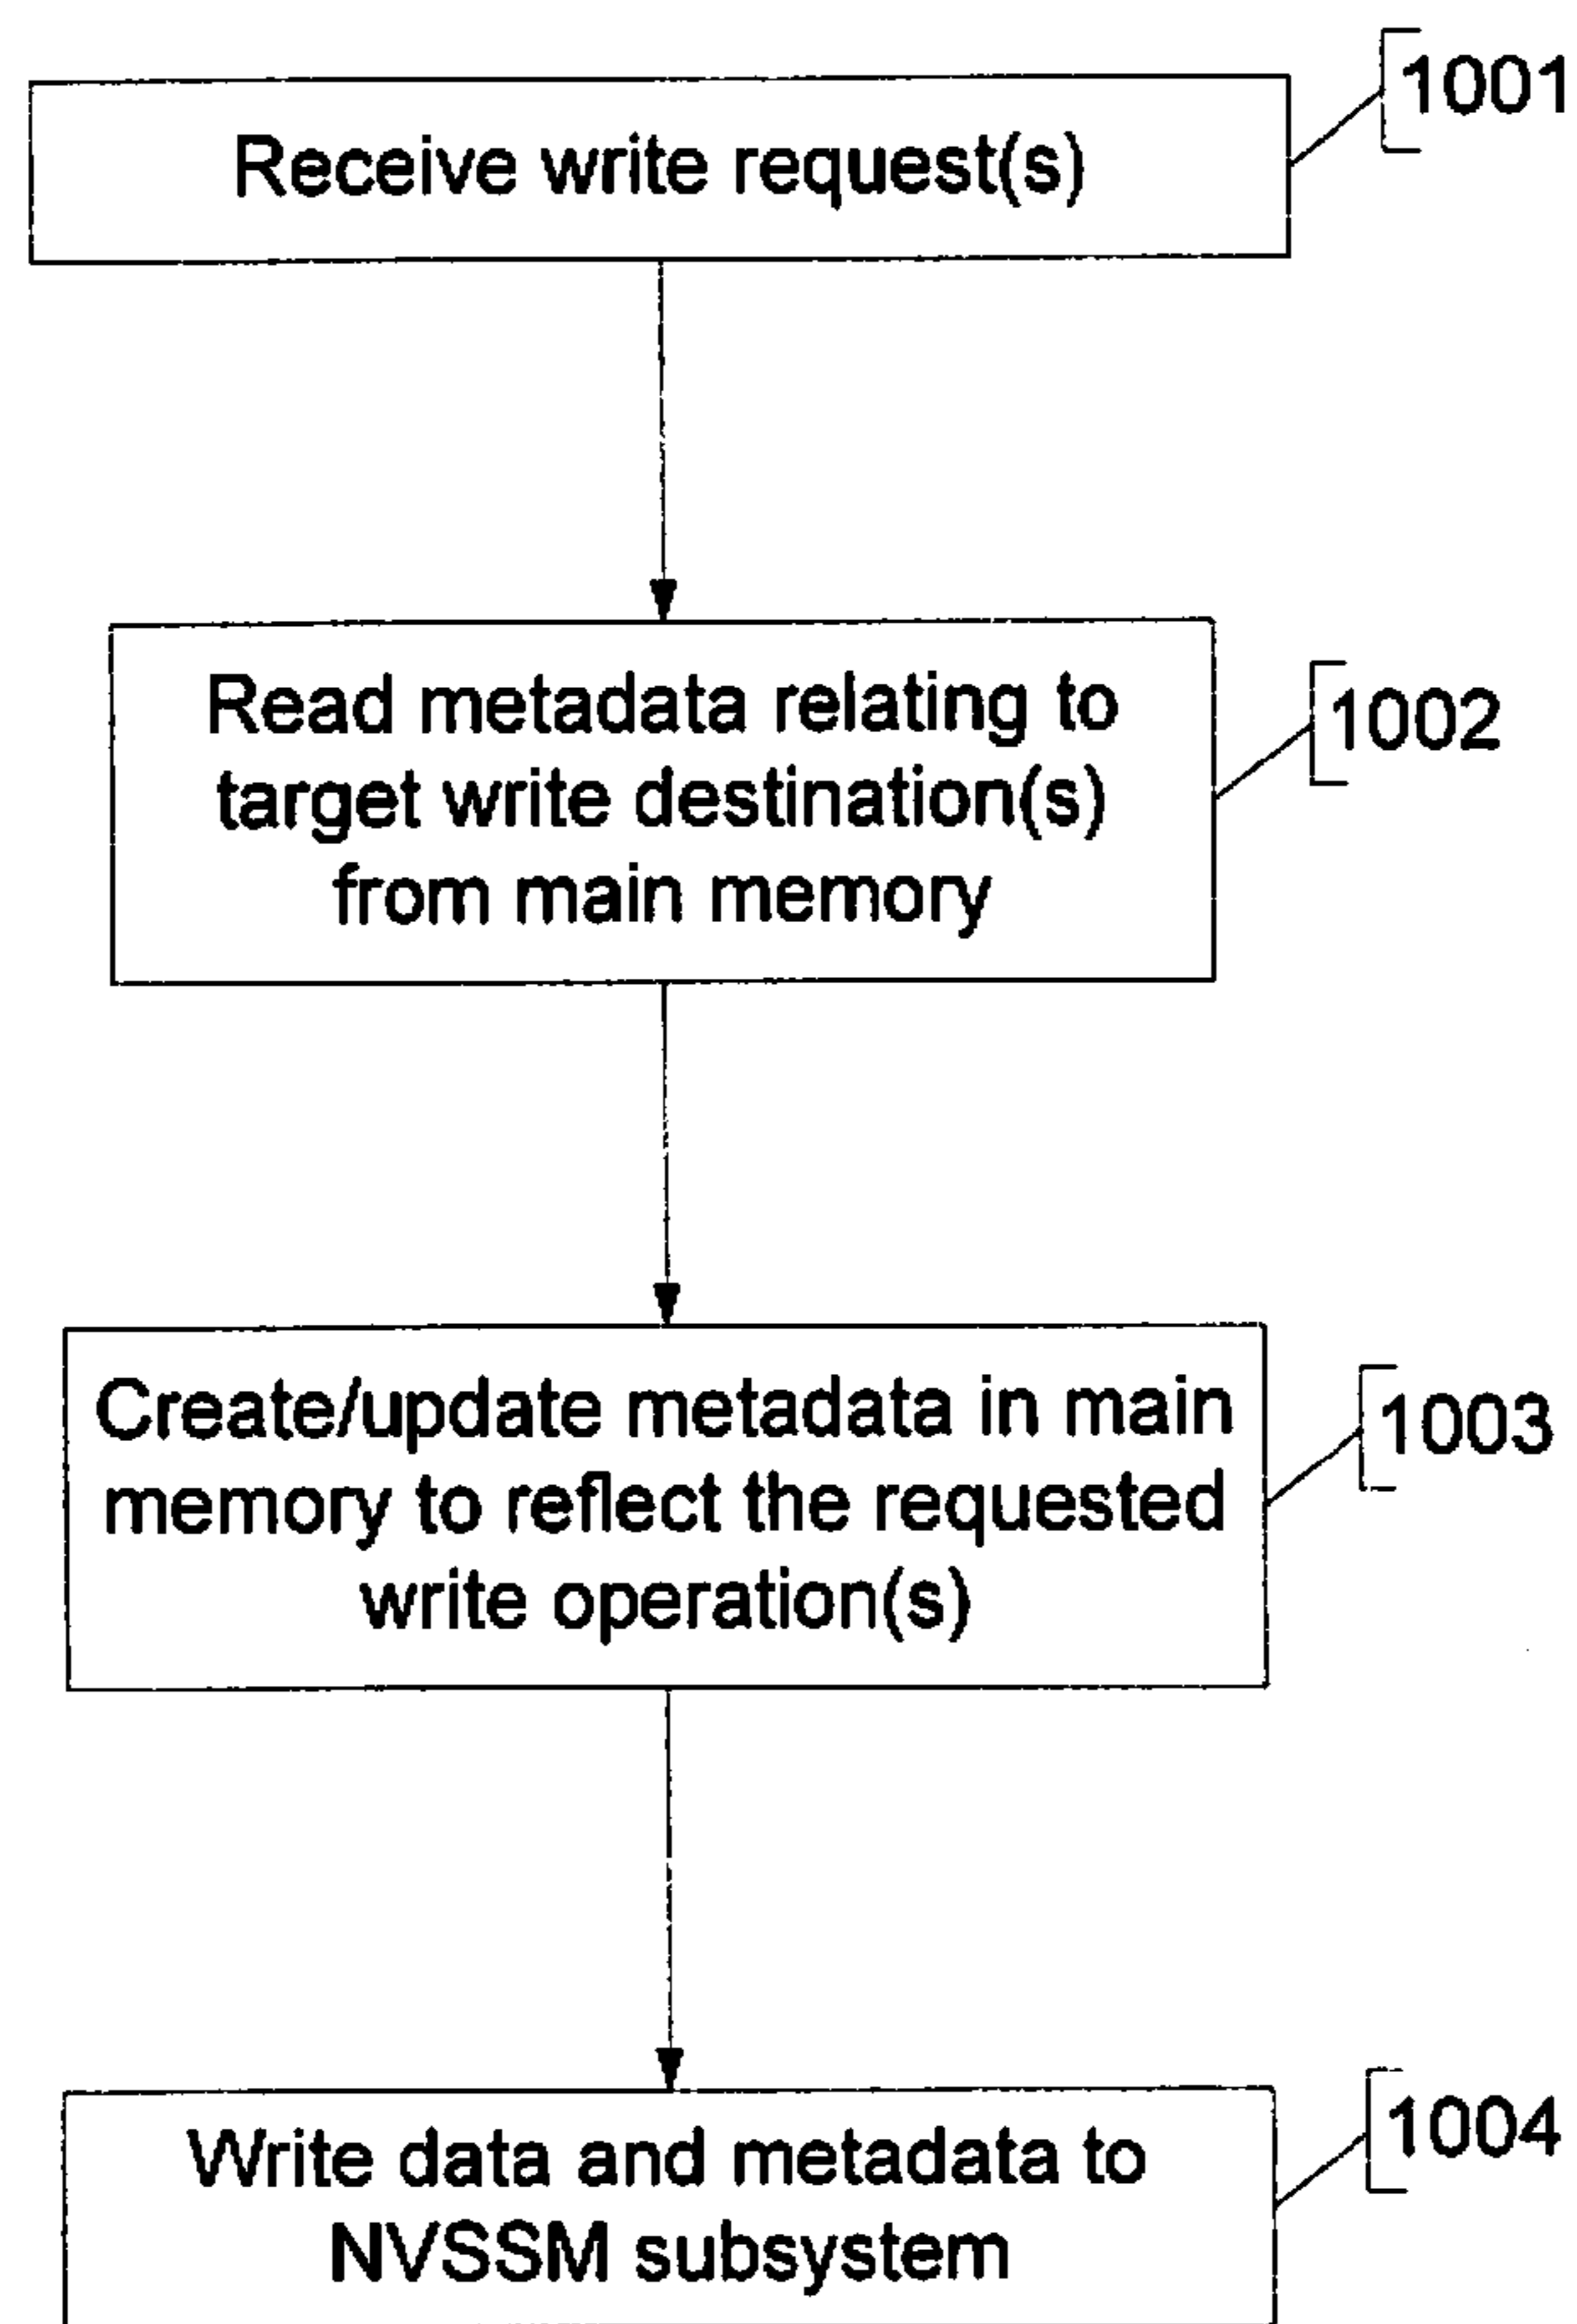 1001
Receive write request(s)
1002
Read metadata relating to
target write destination(s)
from main memory
1003
Create/update metadata in main
memory to reflect the requested
write operation(s)
1004
Write data and metadata to
NVSSM subsystem